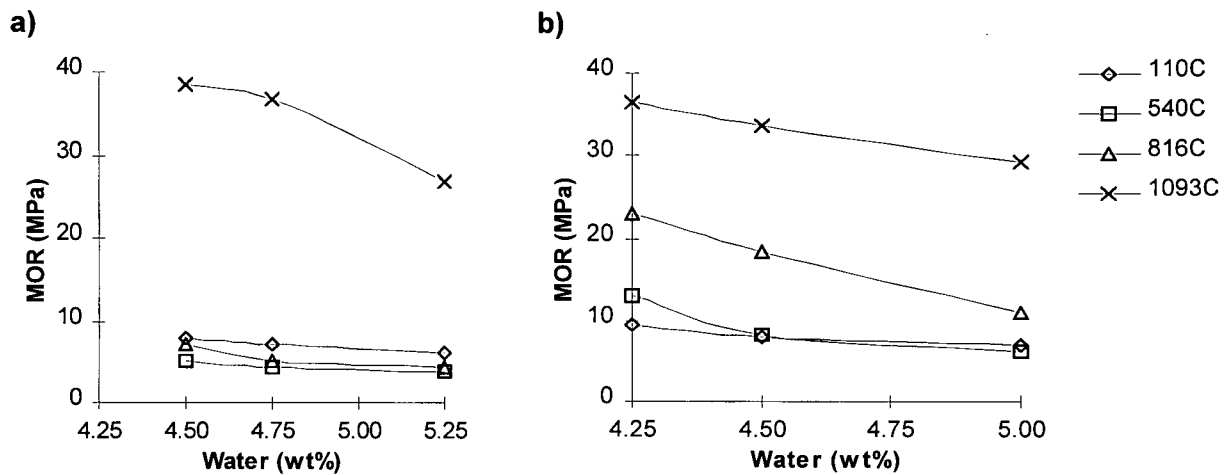 a)
MOR (MPa)
40
30
20
10
0
4.25 4.50 4.75 5.00 5.25
Water (wt%)
b)
MOR (MPa)
40
30
20
10
0
4.25 4.50 4.75 5.00
Water (wt%)
110C
540C
816C
1093C